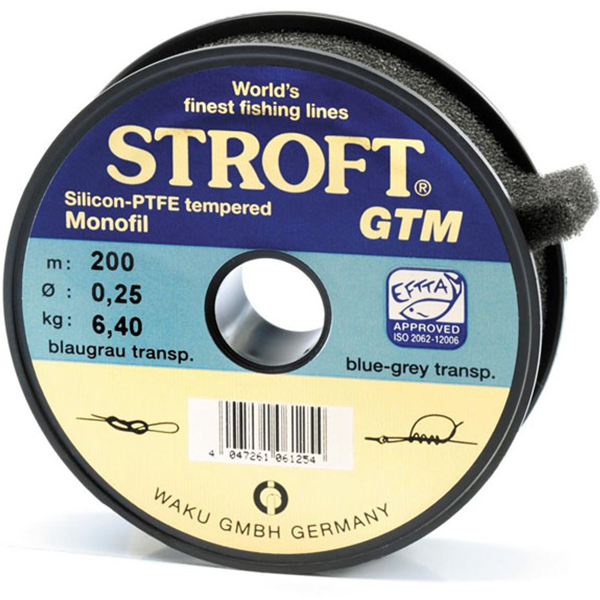 World's
finest fishing lines
STROFT®
Silicon-PTFE tempered
Monofil
GTM
m: 200
Ø : 0,25
kg: 6,40
blaugrau transp.
EFTTA
APPROVED
ISO 2062-12006
blue-grey transp.
4 047261 061254
WAKU GMBH GERMANY